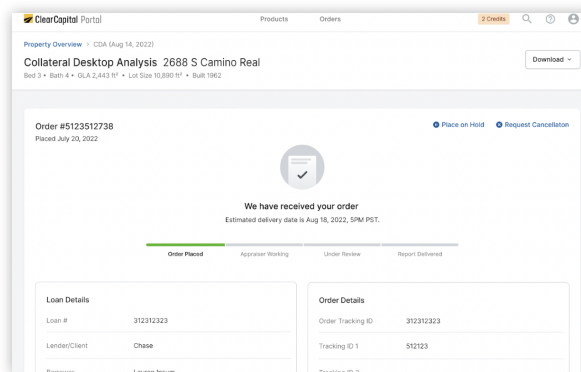 ClearCapital Portal Products Orders 2 Credits
Property Overview > CDA (Aug 14, 2022)
Collateral Desktop Analysis 2688 S Camino Real
Download
Bed 3 • Bath 4 • GLA 2,443 ft² • Lot Size 10,890 ft² • Built 1962
Order #5123512738 Place on Hold Request Cancellaton
Placed July 20, 2022
We have received your order
Estimated delivery date is Aug 18, 2022, 5PM PST.
Order Placed Appraiser Working Under Review Report Delivered
Loan Details Order Details
Loan # 312312323 Order Tracking ID 312312323
Lender/Client Chase Tracking ID 1 512123